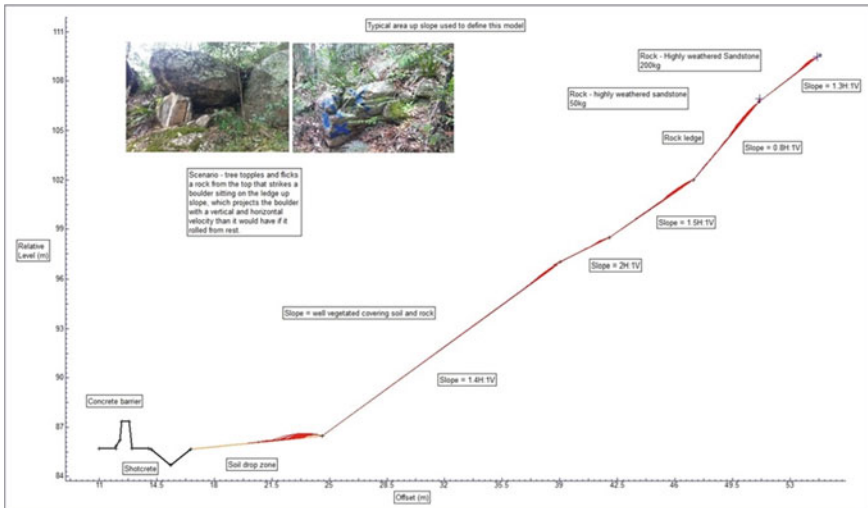 Typical area up slope used to define this model
111
108
105
102
99
96
93
90
87
84
Relative
Level (m)
Rock - Highly Weathered Sandstone
200kg
Rock - highly weathered sandstone
50kg
Slope = 1.3H:1V
Rock ledge
Slope = 0.8H:1V
Scenario - tree topples and flicks
a rock from the top that strikes a
boulder sitting on the ledge up
slope, which projects the boulder
with a vertical and horizontal
velocity than it would have if it
rolled from rest.
Slope = 1.5H:1V
Slope = 2H:1V
Slope = well vegetated covering soil and rock
Slope = 1.4H:1V
Concrete barrier
Shotcrete
Soil drop zone
11
14.5
18
21.5
25
28.5
32
35.5
39
42.5
46
49.5
53
Offset (m)